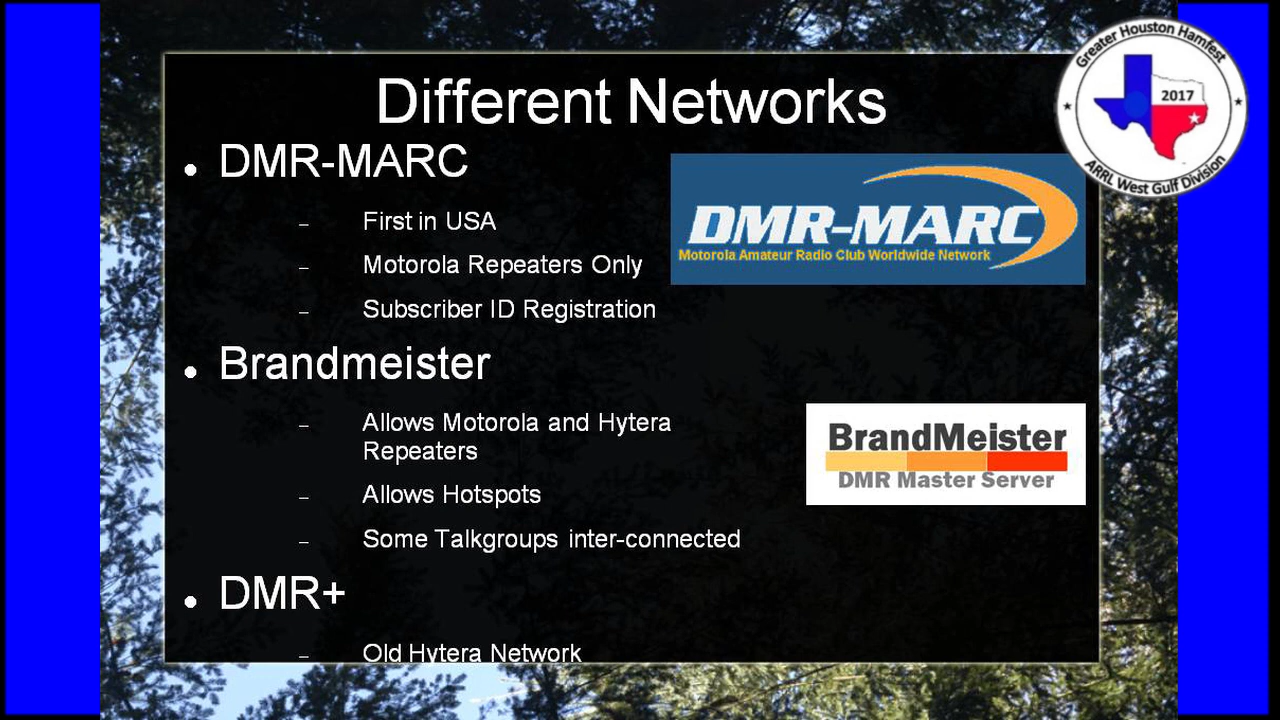 Different Networks
Greater Houston Hamfest
2017
ARRL West Gulf Division
• DMR-MARC
– First in USA
– Motorola Repeaters Only
– Subscriber ID Registration
DMR-MARC
Motorola Amateur Radio Club Worldwide Network
• Brandmeister
– Allows Motorola and Hytera
Repeaters
– Allows Hotspots
– Some Talkgroups inter-connected
BrandMeister
DMR Master Server
• DMR+
– Old Hytera Network